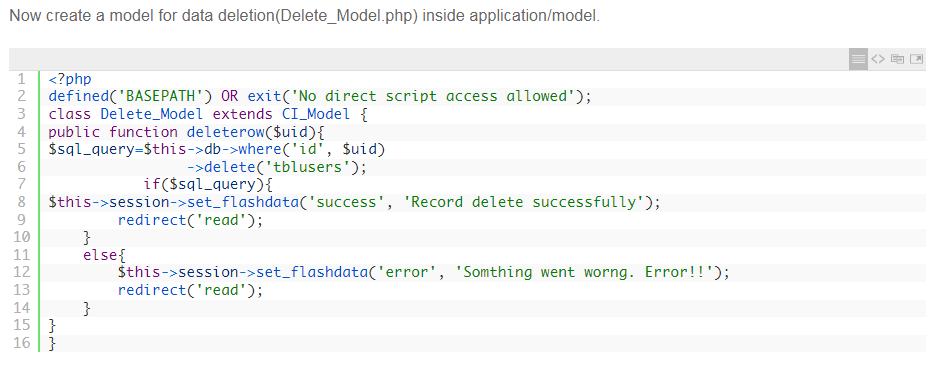 Now create a model for data deletion(Delete_Model.php) inside application/model.
1 <?php
2 defined('BASEPATH') OR exit('No direct script access allowed');
3 class Delete_Model extends CI_Model {
4 public function deleterow($uid){
5 $sql_query=$this->db->where('id', $uid)
6                 ->delete('tblusers');
7            if($sql_query){
8 $this->session->set_flashdata('success', 'Record delete successfully');
9         redirect('read');
10     }
11     else{
12         $this->session->set_flashdata('error', 'Somthing went worng. Error!!');
13         redirect('read');
14     }
15 }
16 }